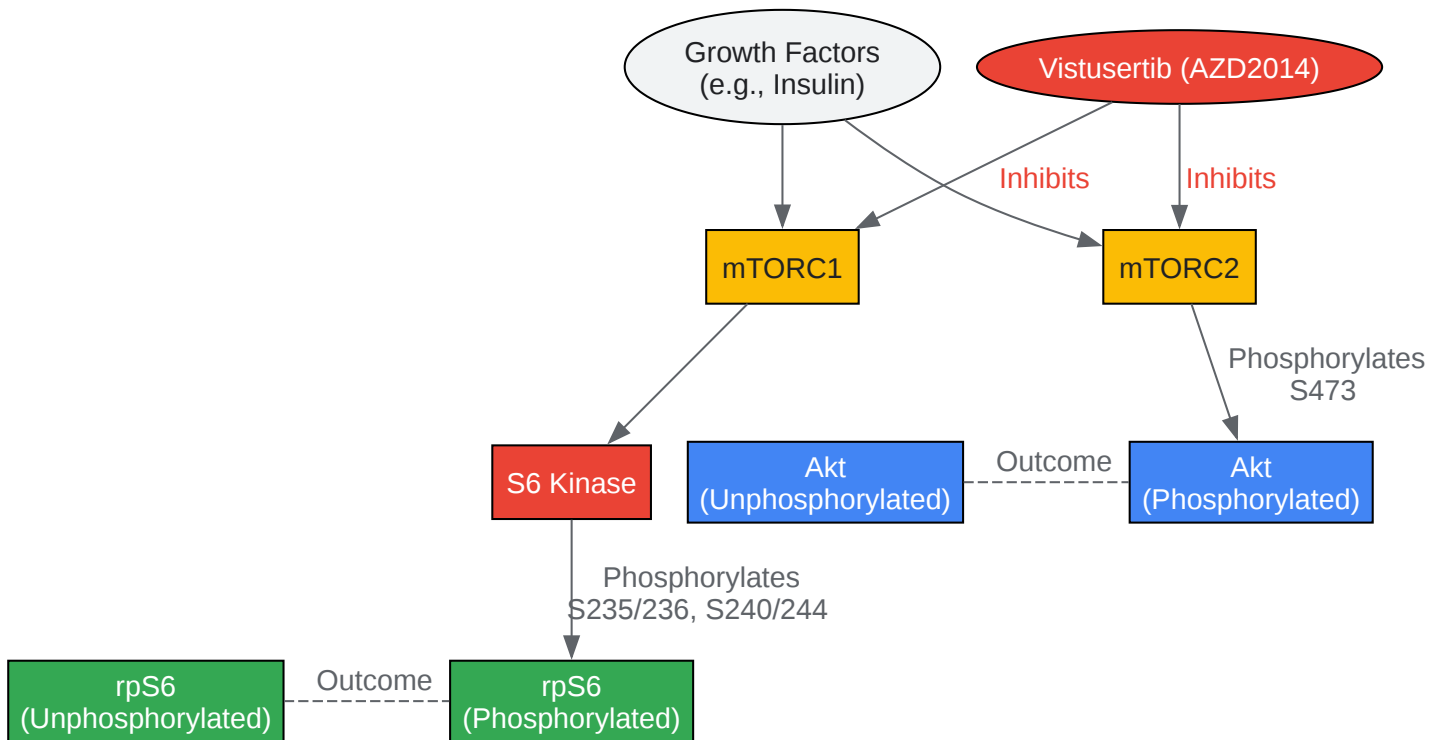 Growth Factors
(e.g., Insulin)
Vistusertib (AZD2014)
Inhibits
Inhibits
mTORC1
mTORC2
Phosphorylates
S473
S6 Kinase
Akt
(Unphosphorylated)
Outcome
Akt
(Phosphorylated)
Phosphorylates
S235/236, S240/244
rpS6
(Unphosphorylated)
Outcome
rpS6
(Phosphorylated)